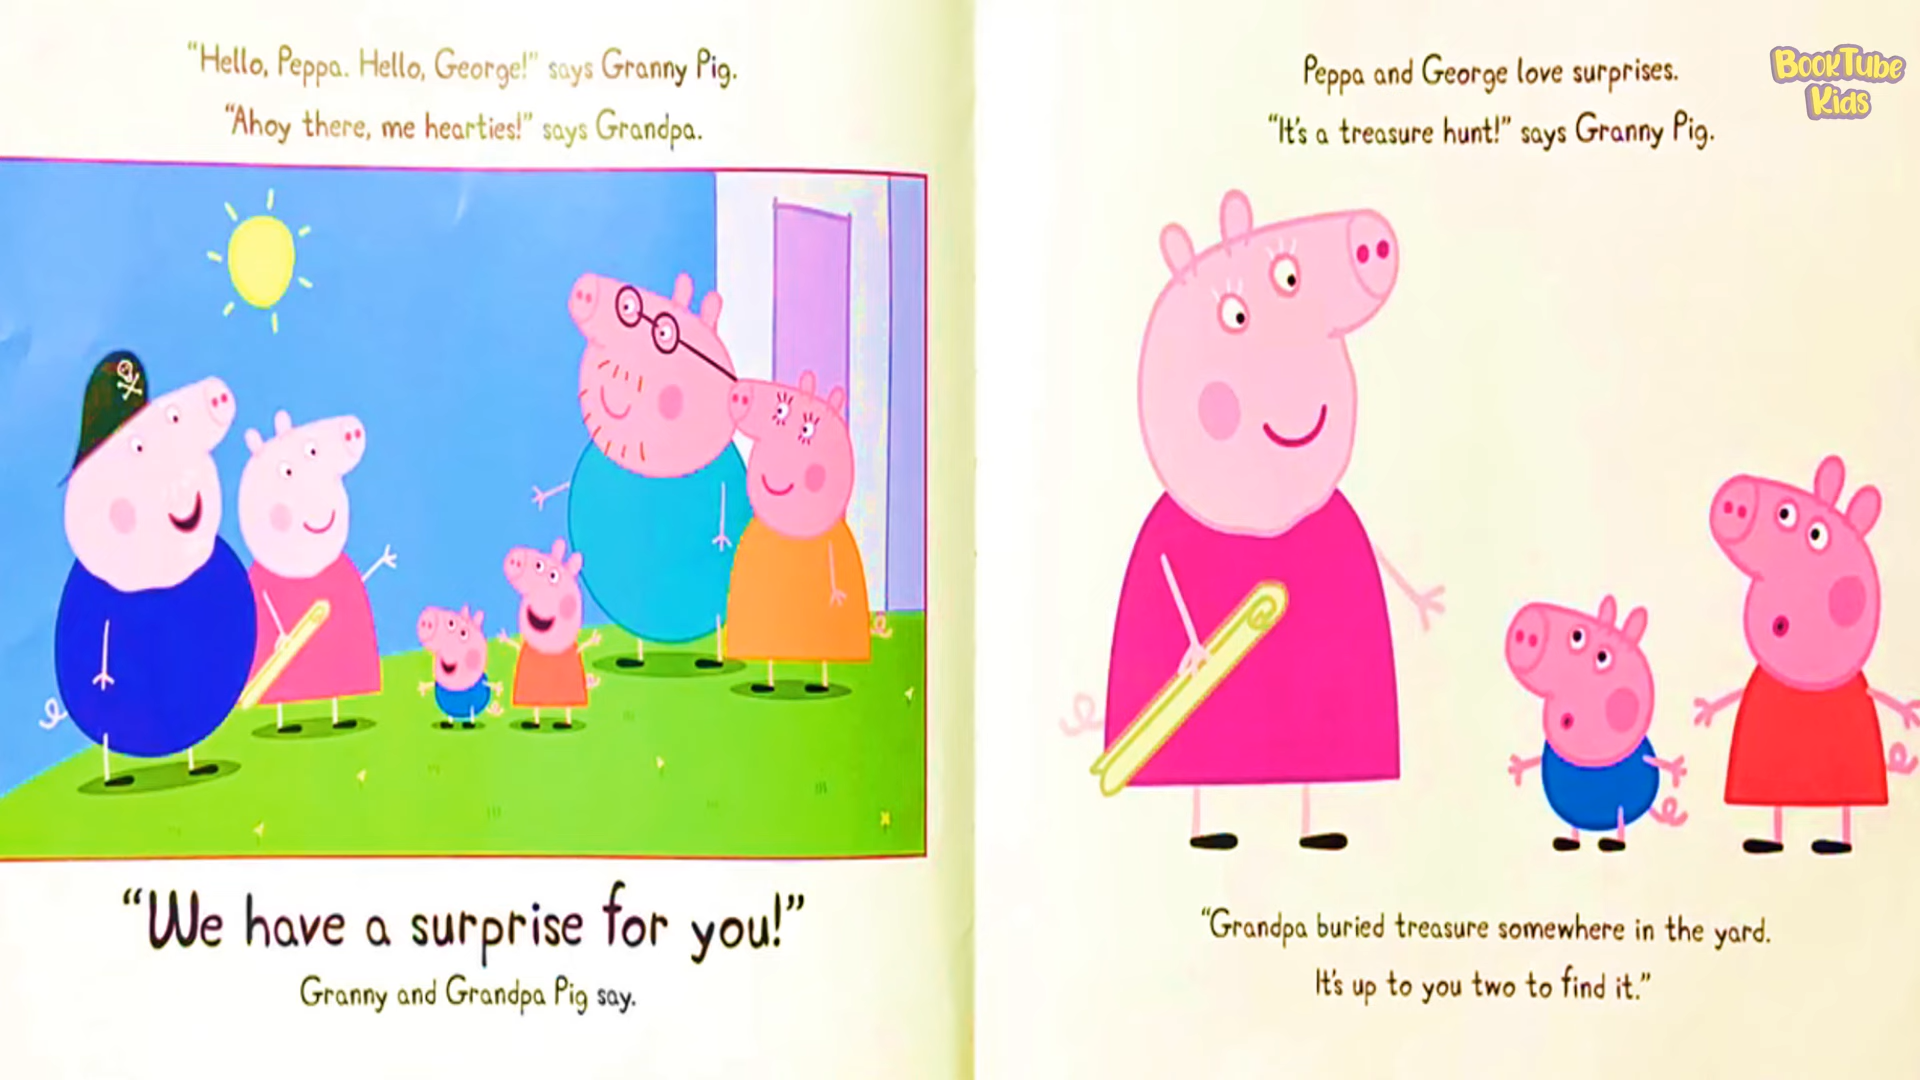 “Hello, Peppa. Hello, George!” says Granny Pig.
“Ahoy there, me hearties!” says Grandpa.
“We have a surprise for you!”
Granny and Grandpa Pig say.
Peppa and George love surprises.
“It’s a treasure hunt!” says Granny Pig.
“Grandpa buried treasure somewhere in the yard.
It’s up to you two to find it.”
BookTube
Kids